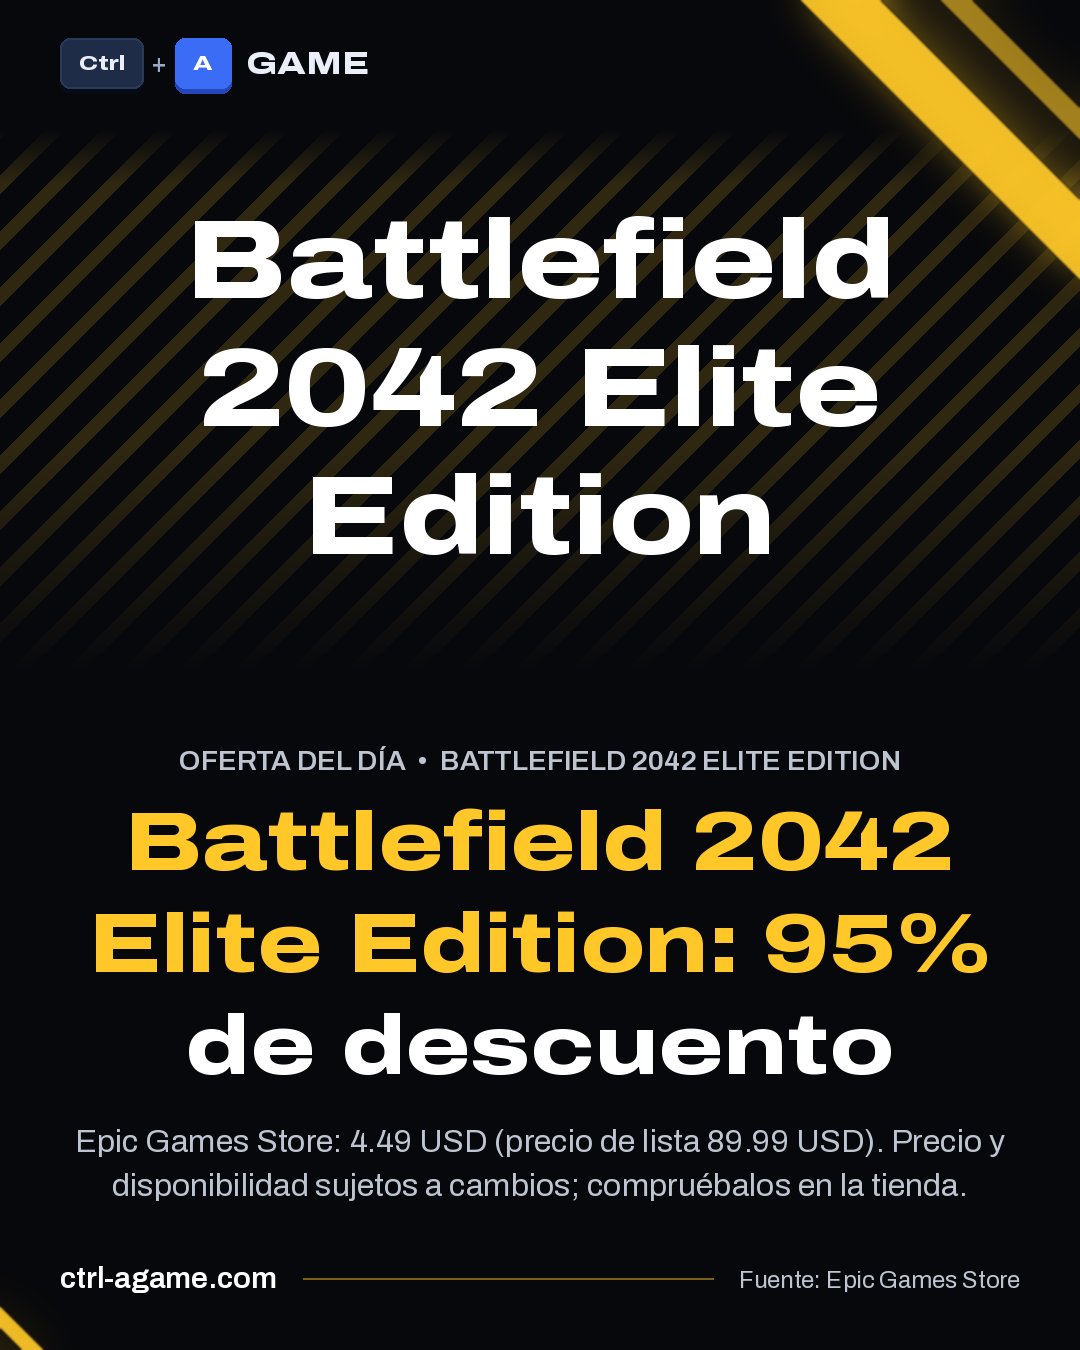 Ctrl + A GAME
Battlefield
2042 Elite
Edition
OFERTA DEL DÍA • BATTLEFIELD 2042 ELITE EDITION
Battlefield 2042
Elite Edition: 95%
de descuento
Epic Games Store: 4.49 USD (precio de lista 89.99 USD). Precio y
disponibilidad sujetos a cambios; compruébalos en la tienda.
ctrl-agame.com
Fuente: Epic Games Store